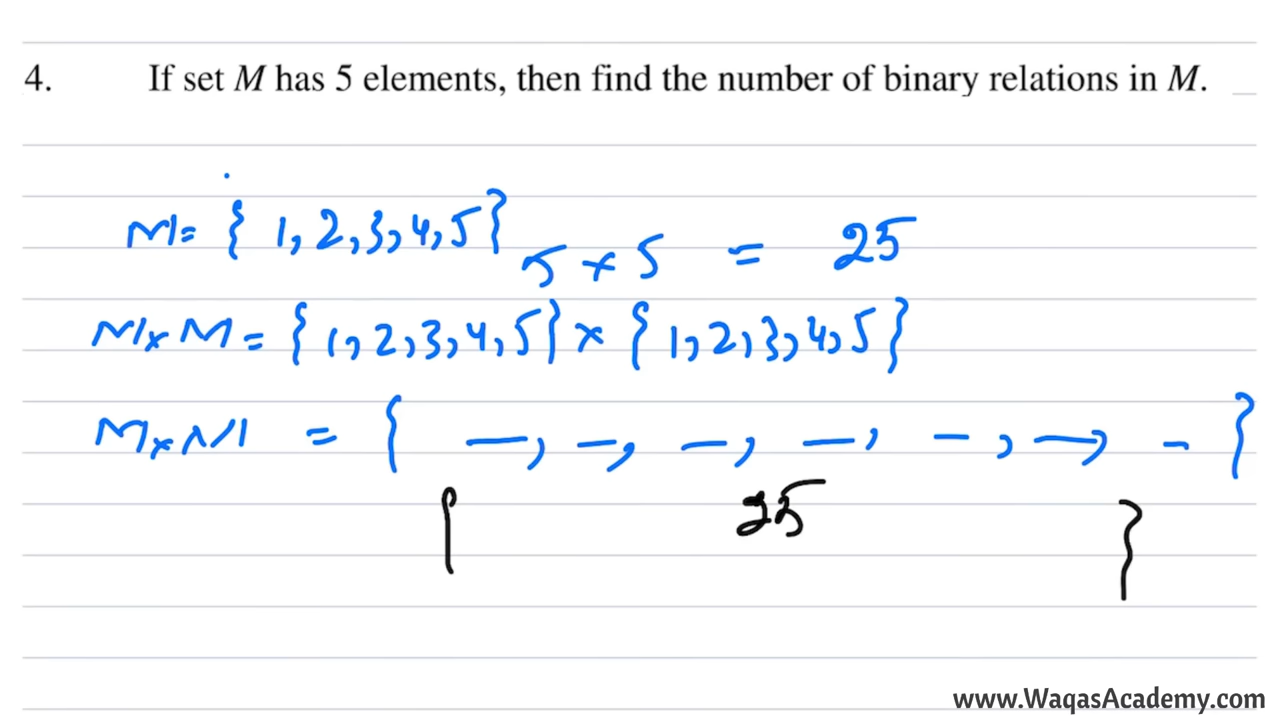 4. If set M has 5 elements, then find the number of binary relations in M.
M = { 1, 2, 3, 4, 5 }
5 × 5 = 25
M × M = { 1, 2, 3, 4, 5 } × { 1, 2, 3, 4, 5 }
M × M = { —, —, —, —, —, —, — }
{ 25 }
www.WaqasAcademy.com